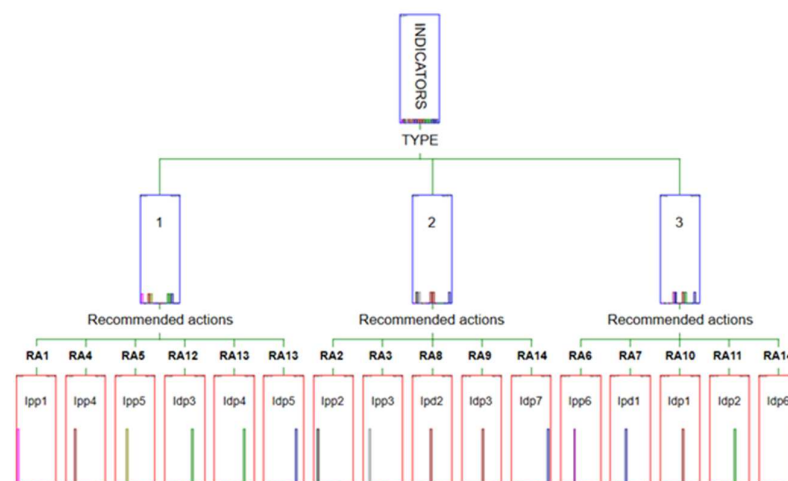 INDICATORS
TYPE
1 2 3
Recommended actions Recommended actions Recommended actions
RA1 RA4 RA5 RA12 RA13 RA13 RA2 RA3 RA8 RA9 RA14 RA6 RA7 RA10 RA11 RA14
Ipp1 Ipp4 Ipp5 Idp3 Idp4 Idp5 Ipp2 Ipp3 Ipd2 Idp3 Idp7 Ipp6 Ipd1 Idp1 Idp2 Idp6